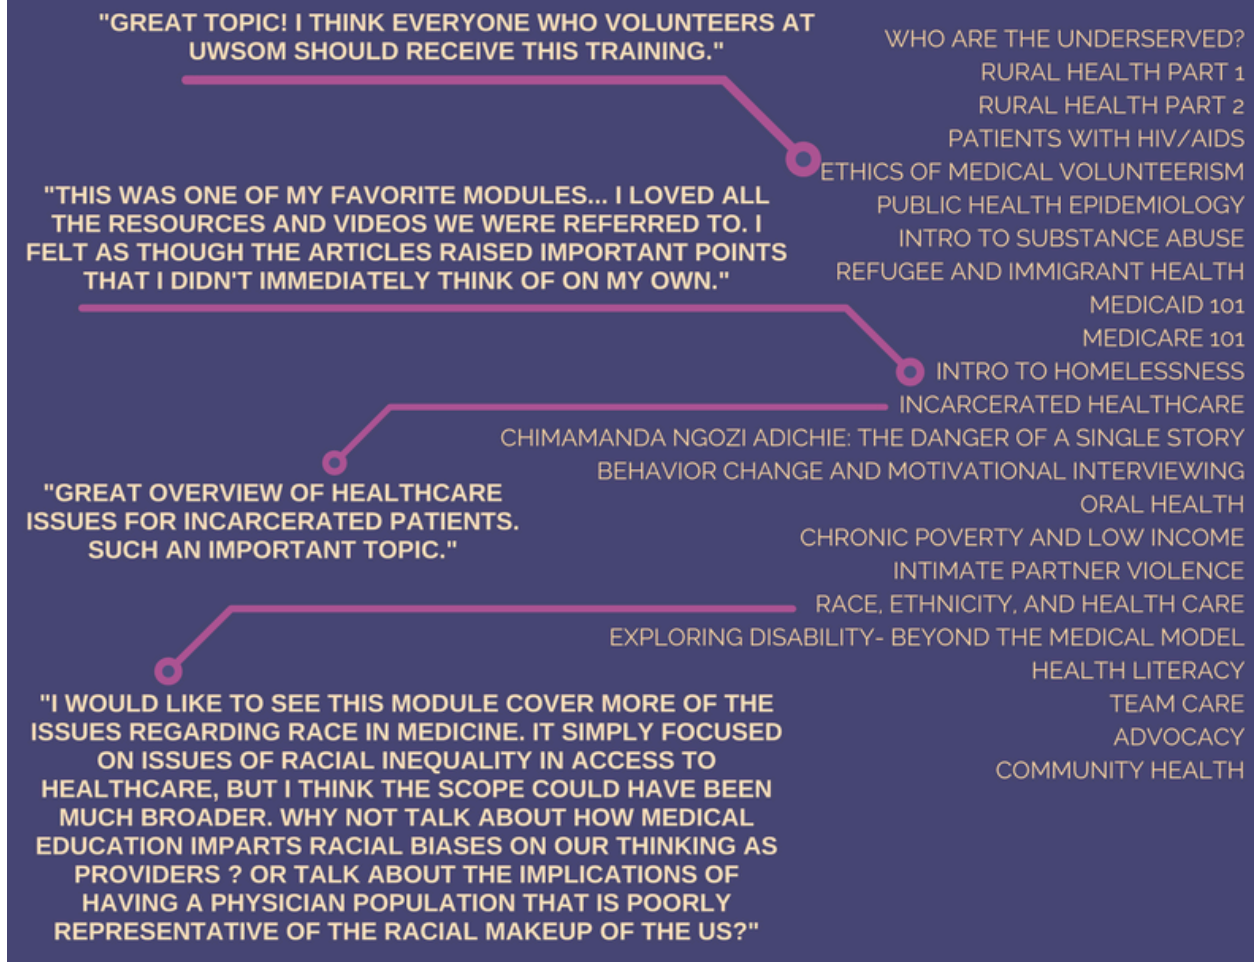 "GREAT TOPIC! I THINK EVERYONE WHO VOLUNTEERS AT
UWSOM SHOULD RECEIVE THIS TRAINING."
"THIS WAS ONE OF MY FAVORITE MODULES... I LOVED ALL
THE RESOURCES AND VIDEOS WE WERE REFERRED TO. I
FELT AS THOUGH THE ARTICLES RAISED IMPORTANT POINTS
THAT I DIDN'T IMMEDIATELY THINK OF ON MY OWN."
"GREAT OVERVIEW OF HEALTHCARE
ISSUES FOR INCARCERATED PATIENTS.
SUCH AN IMPORTANT TOPIC."
"I WOULD LIKE TO SEE THIS MODULE COVER MORE OF THE
ISSUES REGARDING RACE IN MEDICINE. IT SIMPLY FOCUSED
ON ISSUES OF RACIAL INEQUALITY IN ACCESS TO
HEALTHCARE, BUT I THINK THE SCOPE COULD HAVE BEEN
MUCH BROADER. WHY NOT TALK ABOUT HOW MEDICAL
EDUCATION IMPARTS RACIAL BIASES ON OUR THINKING AS
PROVIDERS ? OR TALK ABOUT THE IMPLICATIONS OF
HAVING A PHYSICIAN POPULATION THAT IS POORLY
REPRESENTATIVE OF THE RACIAL MAKEUP OF THE US?"
WHO ARE THE UNDERSERVED?
RURAL HEALTH PART 1
RURAL HEALTH PART 2
PATIENTS WITH HIV/AIDS
ETHICS OF MEDICAL VOLUNTEERISM
PUBLIC HEALTH EPIDEMIOLOGY
INTRO TO SUBSTANCE ABUSE
REFUGEE AND IMMIGRANT HEALTH
MEDICAID 101
MEDICARE 101
INTRO TO HOMELESSNESS
INCARCERATED HEALTHCARE
CHIMAMANDA NGOZI ADICHIE: THE DANGER OF A SINGLE STORY
BEHAVIOR CHANGE AND MOTIVATIONAL INTERVIEWING
ORAL HEALTH
CHRONIC POVERTY AND LOW INCOME
INTIMATE PARTNER VIOLENCE
RACE, ETHNICITY, AND HEALTH CARE
EXPLORING DISABILITY- BEYOND THE MEDICAL MODEL
HEALTH LITERACY
TEAM CARE
ADVOCACY
COMMUNITY HEALTH